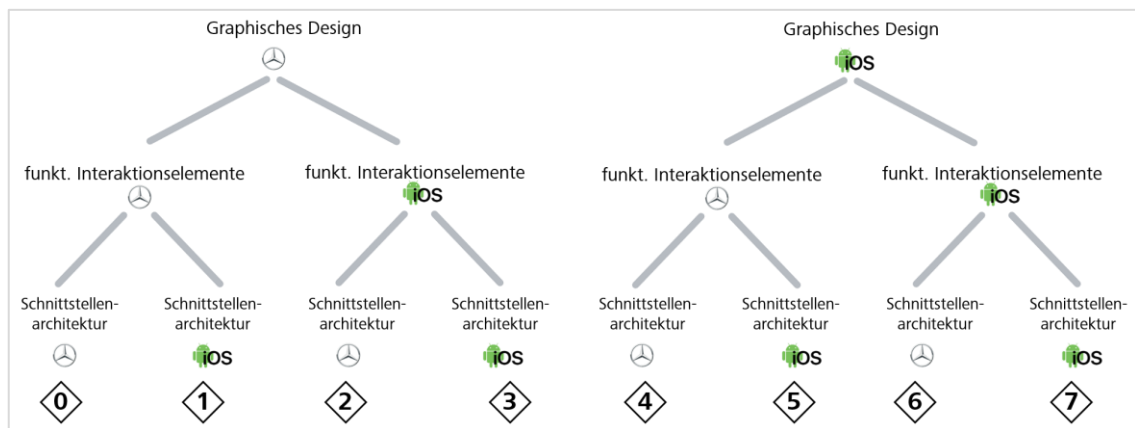 Graphisches Design
Graphisches Design
iOS
funkt. Interaktionselemente
funkt. Interaktionselemente
funkt. Interaktionselemente
funkt. Interaktionselemente
iOS
iOS
Schnittstellen-
architektur
Schnittstellen-
architektur
Schnittstellen-
architektur
Schnittstellen-
architektur
Schnittstellen-
architektur
Schnittstellen-
architektur
Schnittstellen-
architektur
Schnittstellen-
architektur
iOS
iOS
iOS
iOS
0
1
2
3
4
5
6
7